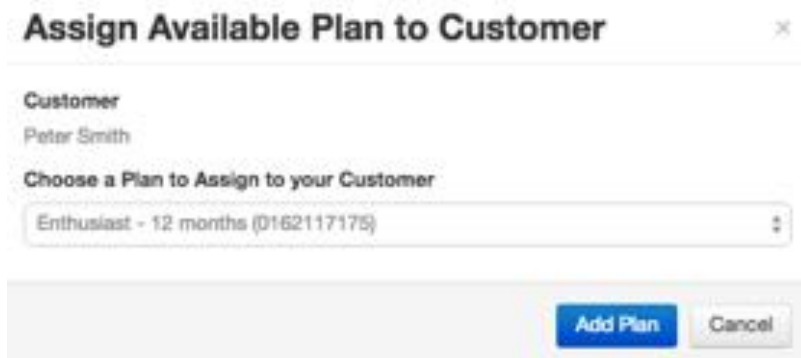 Assign Available Plan to Customer ×
Customer
Peter Smith
Choose a Plan to Assign to your Customer
Enthusiast - 12 months (0162117175)
Add Plan Cancel